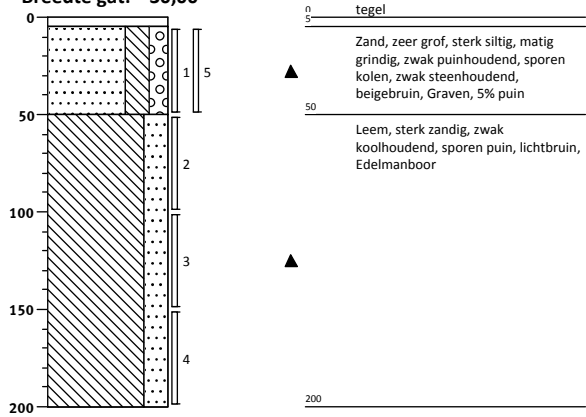 Breedte gat: 30,00
0
50
100
150
200
1
5
2
3
4
0
tegel
5
Zand, zeer grof, sterk siltig, matig
grindig, zwak puinhoudend, sporen
kolen, zwak steenhoudend,
beigebruin, Graven, 5% puin
50
Leem, sterk zandig, zwak
koolhoudend, sporen puin, lichtbruin,
Edelmanboor
200